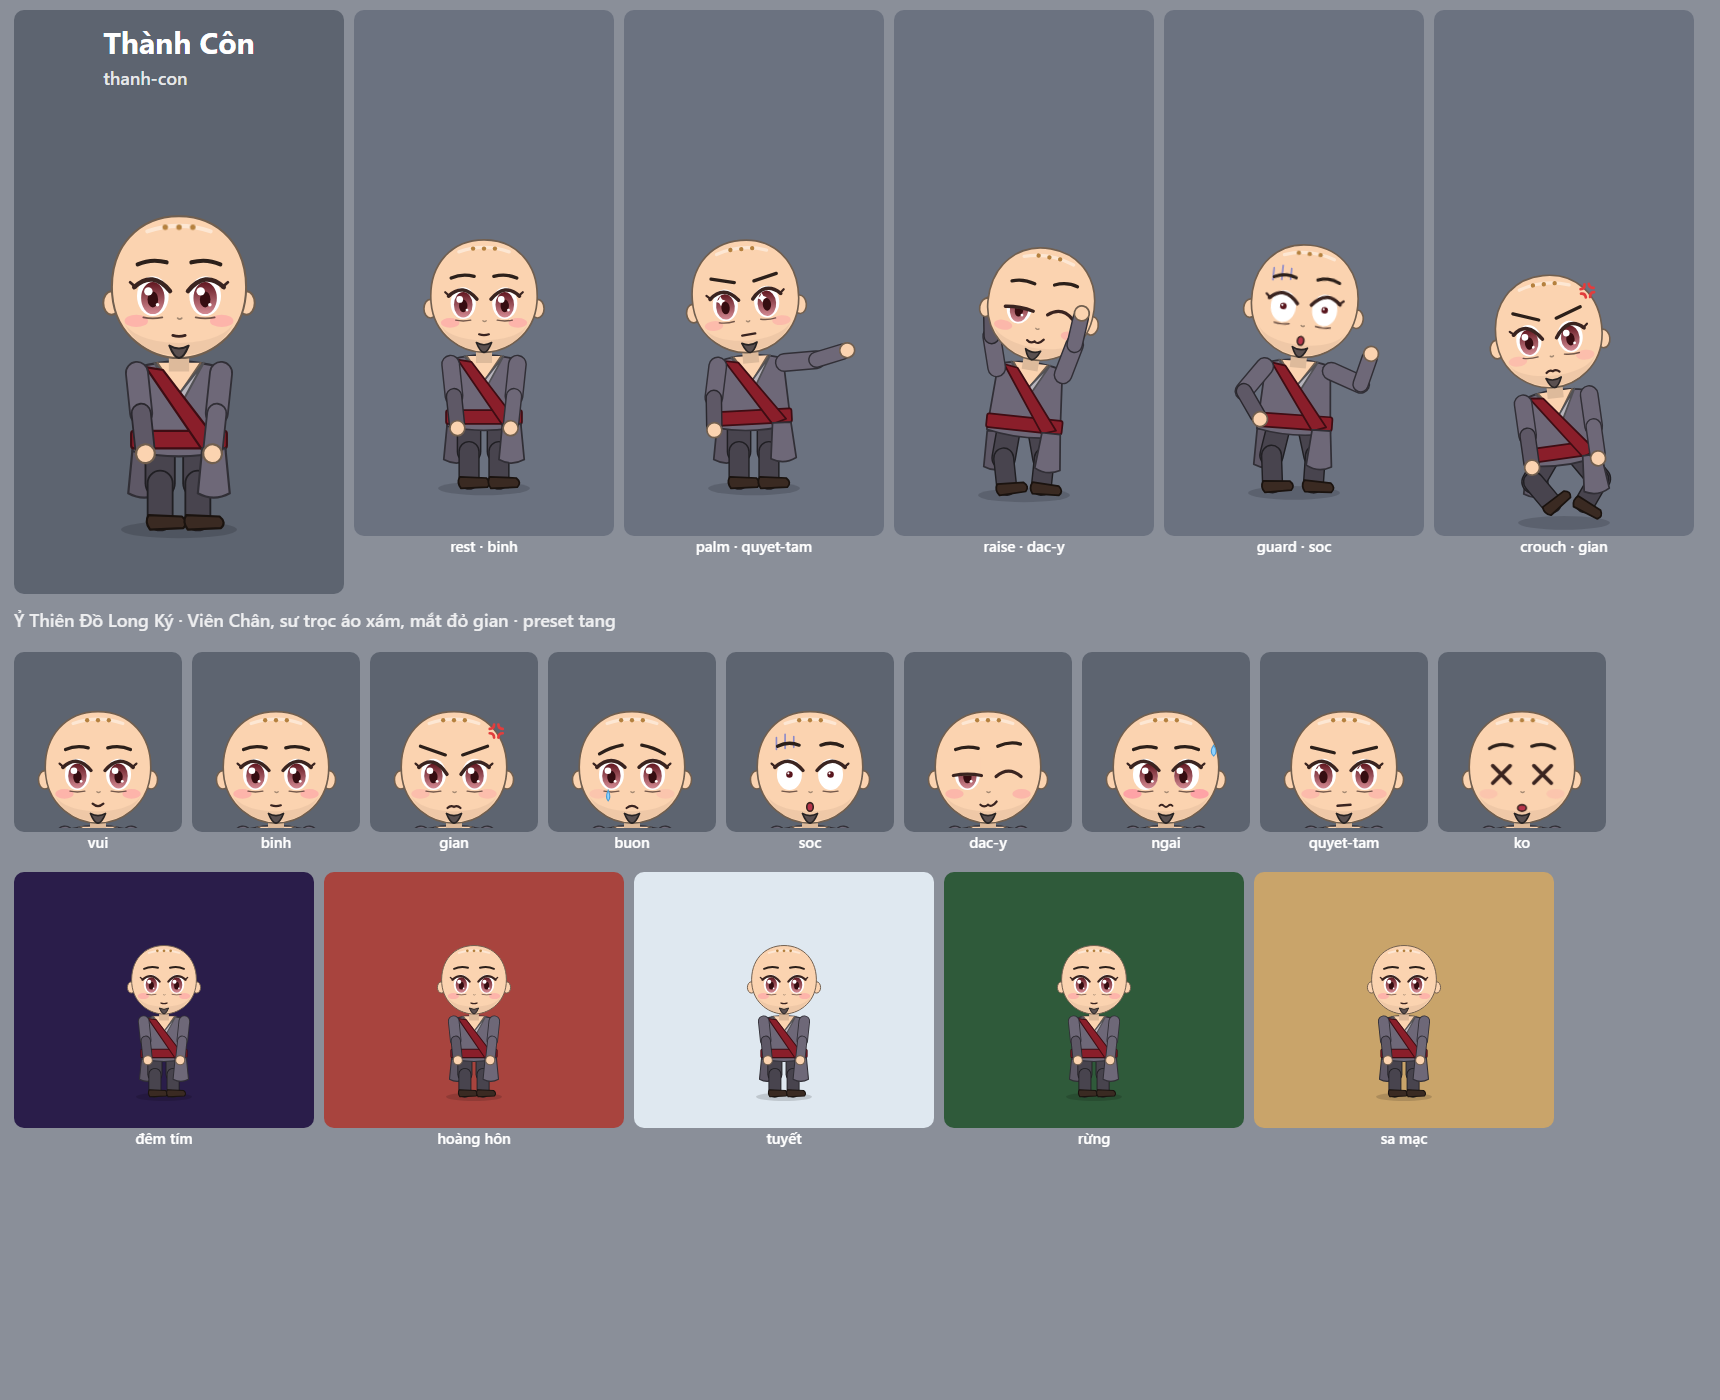 Thành Côn
thanh-con
rest · binh
palm · quyet-tam
raise · dac-y
guard · soc
crouch · gian
Ỷ Thiên Đồ Long Ký · Viên Chân, sư trọc áo xám, mắt đỏ gian · preset tang
vui
binh
gian
buon
soc
dac-y
ngai
quyet-tam
ko
đêm tím
hoàng hôn
tuyết
rừng
sa mạc